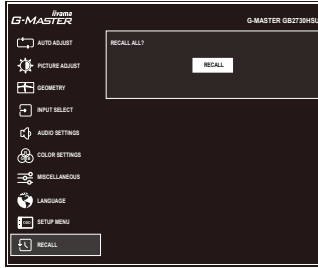 iiyama
G-MASTER
G-MASTER GB2730HSU
AUTO ADJUST
RECALL ALL?
RECALL
PICTURE ADJUST
GEOMETRY
INPUT SELECT
AUDIO SETTINGS
COLOR SETTINGS
MISCELLANEOUS
LANGUAGE
OSD
SETUP MENU
RECALL